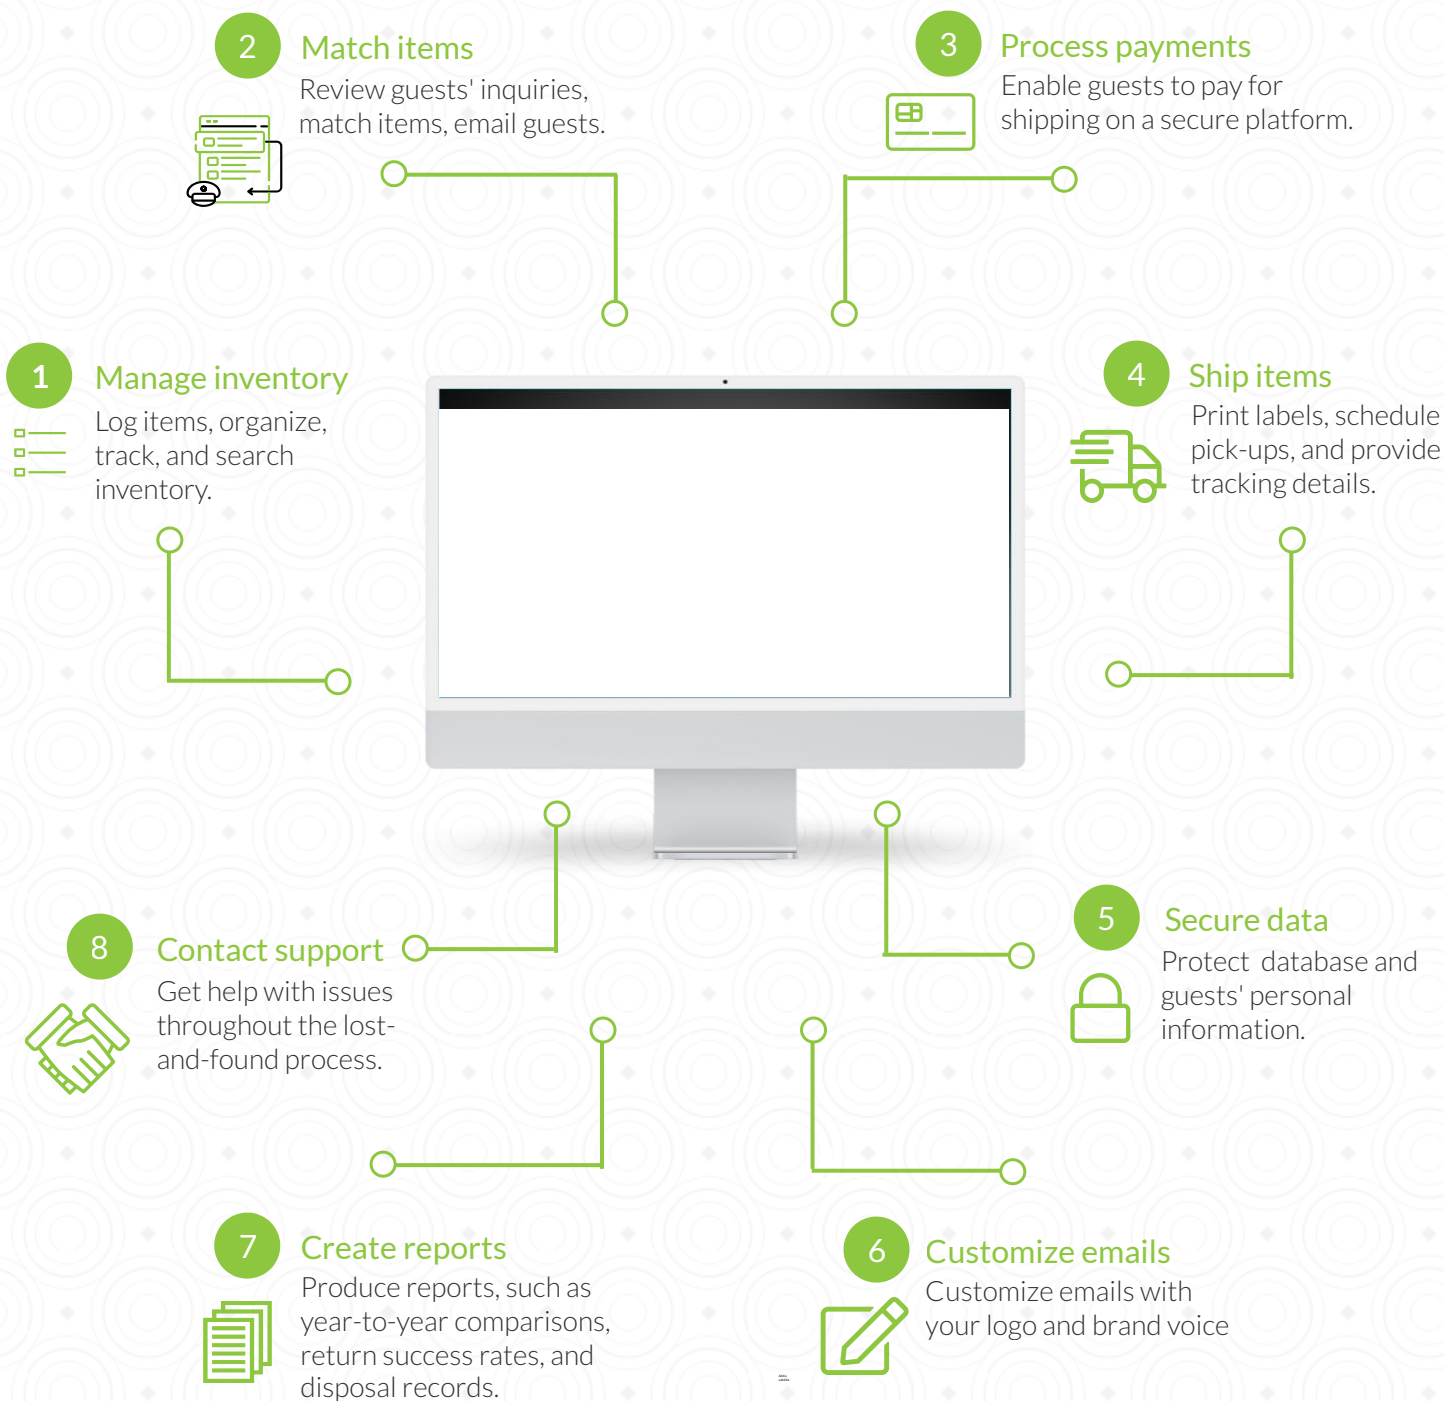 1
Manage inventory
Log items, organize,
track, and search
inventory.
2
Match items
Review guests' inquiries,
match items, email guests.
3
Process payments
Enable guests to pay for
shipping on a secure platform.
4
Ship items
Print labels, schedule
pick-ups, and provide
tracking details.
5
Secure data
Protect  database and
guests' personal
information.
6
Customize emails
Customize emails with
your logo and brand voice
7
Create reports
Produce reports, such as
year-to-year comparisons,
return success rates, and
disposal records.
8
Contact support
Get help with issues
throughout the lost-
and-found process.